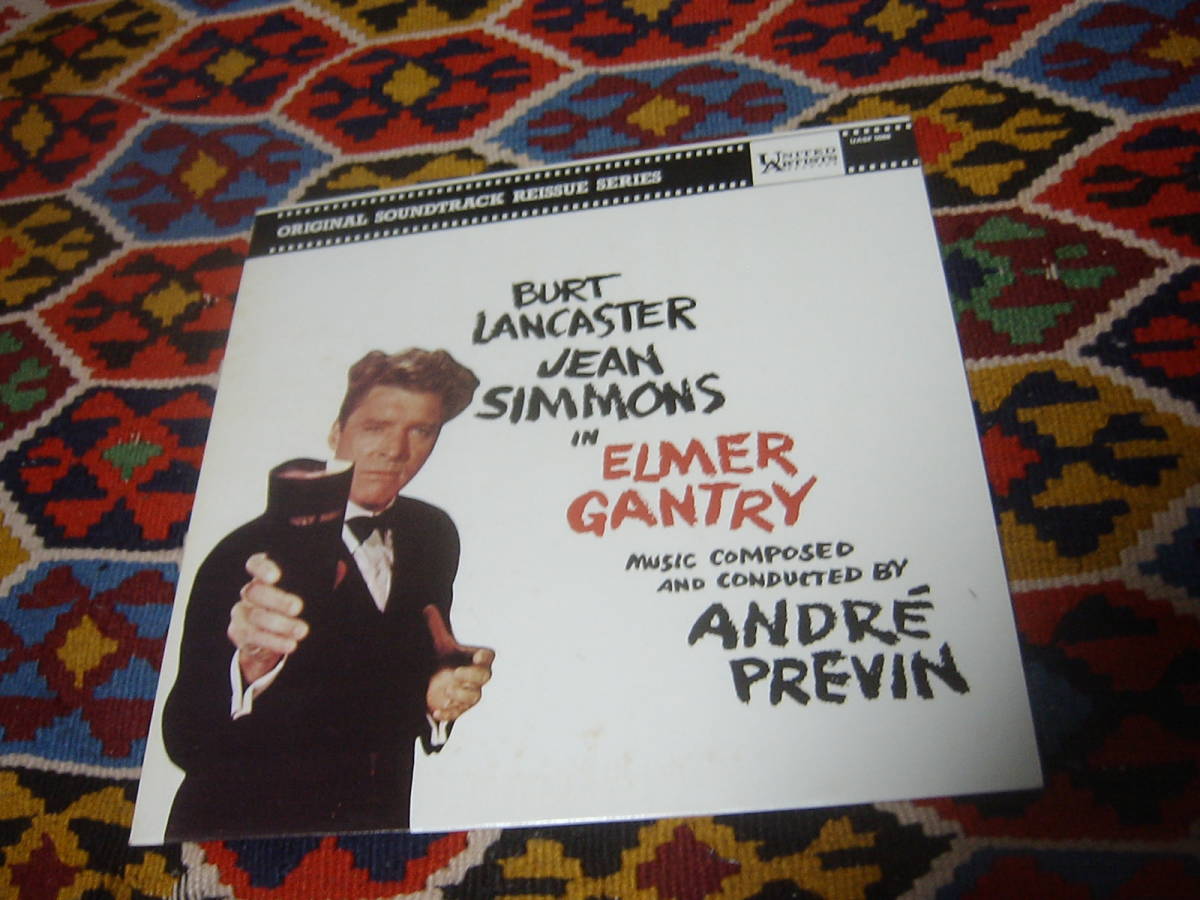 ORIGINAL SOUNDTRACK REISSUE SERIES
UNITED
ARTISTS
BURT
LANCASTER
JEAN
SIMMONS
IN
ELMER
GANTRY
MUSIC COMPOSED
AND CONDUCTED BY
ANDRÉ
PREVIN